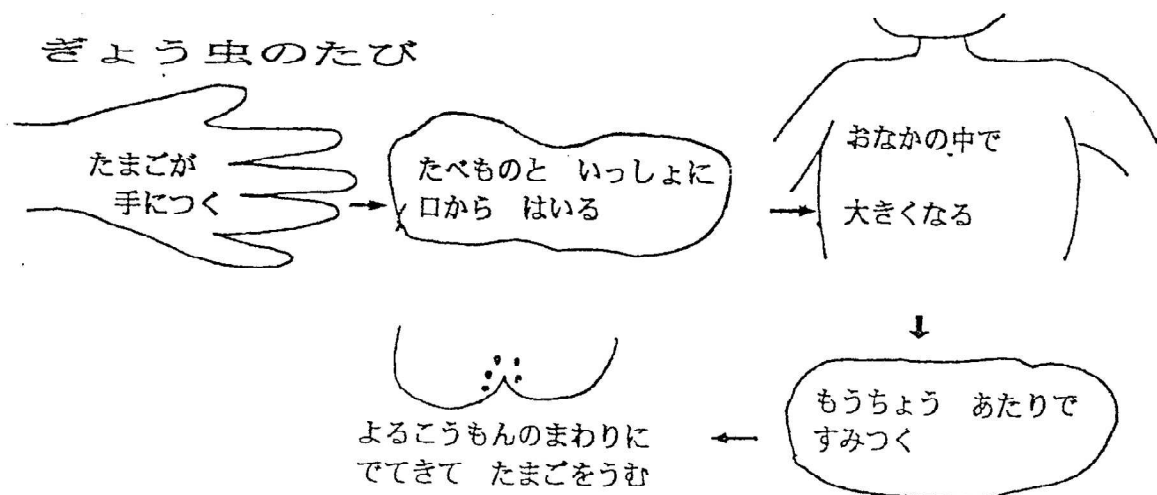 ぎょう虫のたび
たまごが
手につく
たべものと いっしょに
口から はいる
おなかの中で
大きくなる
もうちょう あたりで
すみつく
よるこうもんのまわりに
でてきて たまごをうむ